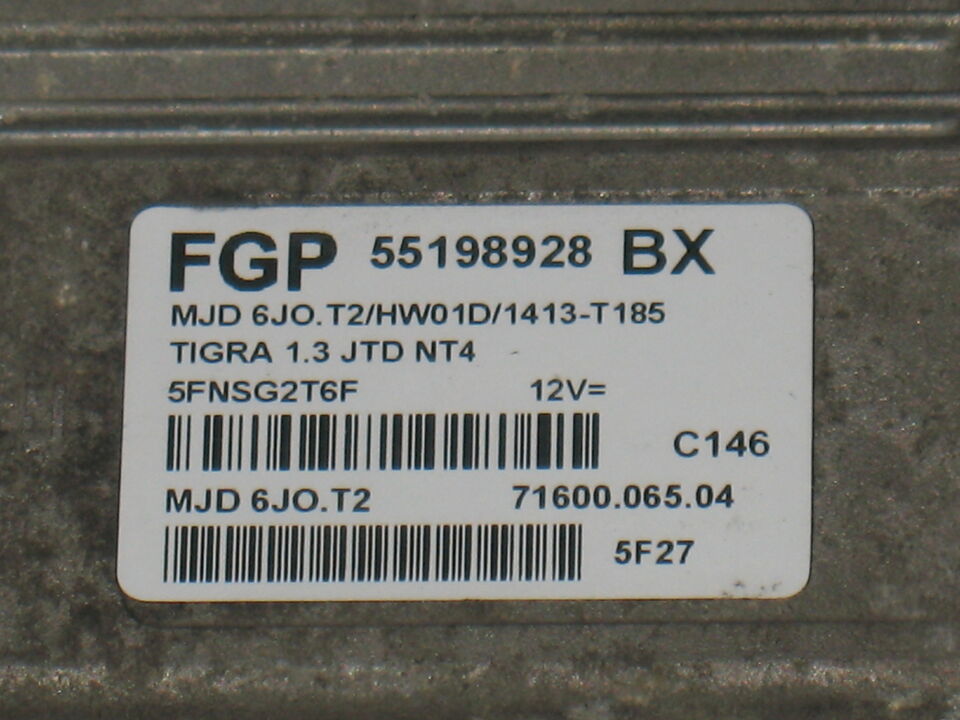 FGP 55198928 BX
MJD 6JO.T2/HW01D/1413-T185
TIGRA 1.3 JTD NT4
5FNSG2T6F 12V=
C146
MJD 6JO.T2 71600.065.04
5F27